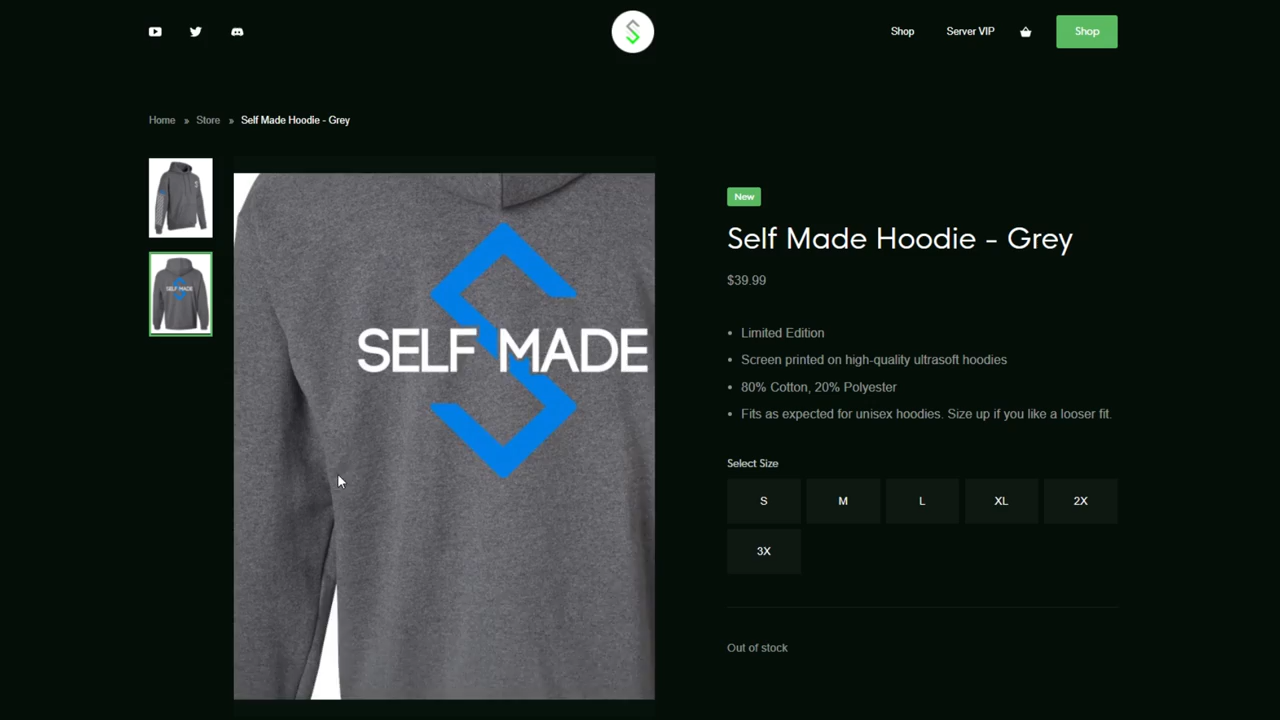 Shop
Server VIP
Shop
Home » Store » Self Made Hoodie - Grey
SELF MADE
SELF MADE
New
Self Made Hoodie - Grey
$39.99
• Limited Edition
• Screen printed on high-quality ultrasoft hoodies
• 80% Cotton, 20% Polyester
• Fits as expected for unisex hoodies. Size up if you like a looser fit.
Select Size
S
M
L
XL
2X
3X
Out of stock